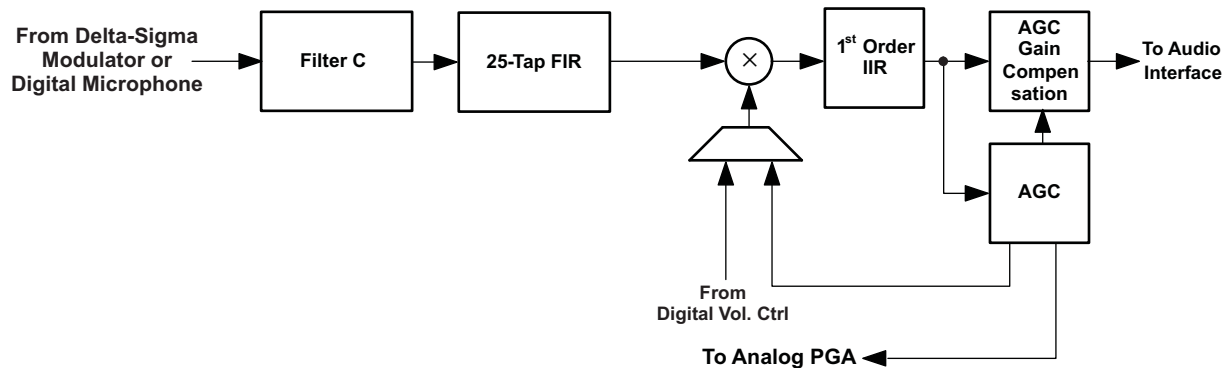 From Delta-Sigma
Modulator or
Digital Microphone
Filter C
25-Tap FIR
×
1st Order
IIR
AGC
Gain
Compen
sation
To Audio
Interface
AGC
From
Digital Vol. Ctrl
To Analog PGA